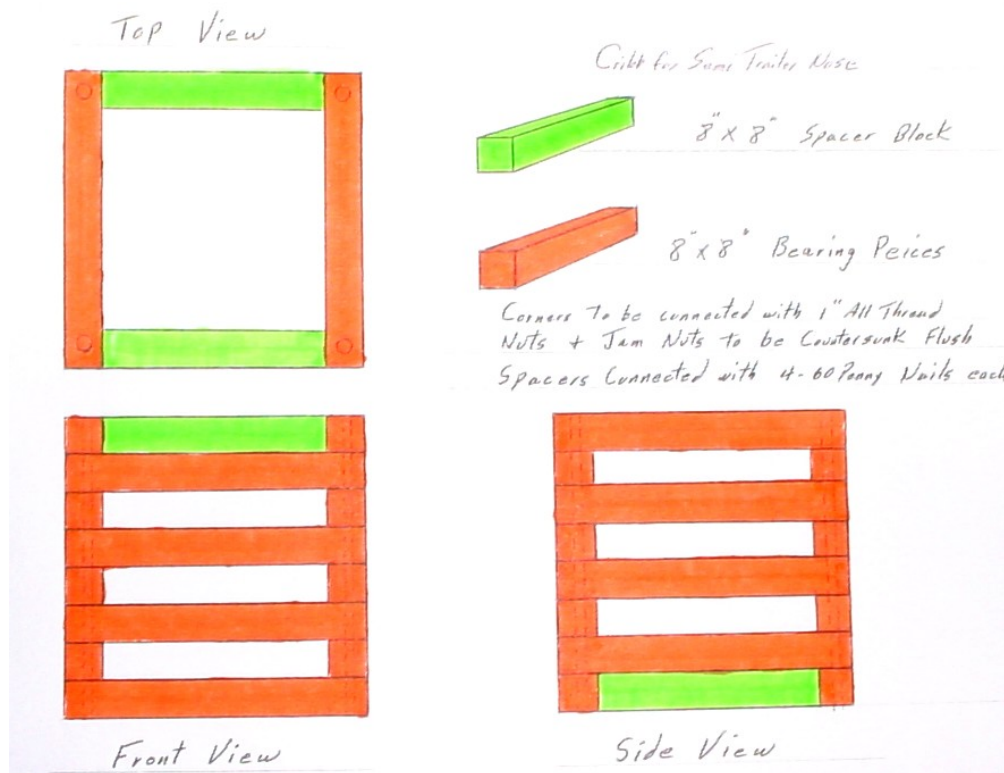 Top View
Cribb for Semi Trailer Nose
8" x 8" Spacer Block
8" x 8" Bearing Peices
Corners To be connected with 1" All Thread
Nuts + Jam Nuts to be Countersunk Flush
Spacers Connected with 4-60 Penny Nails each
Front View
Side View